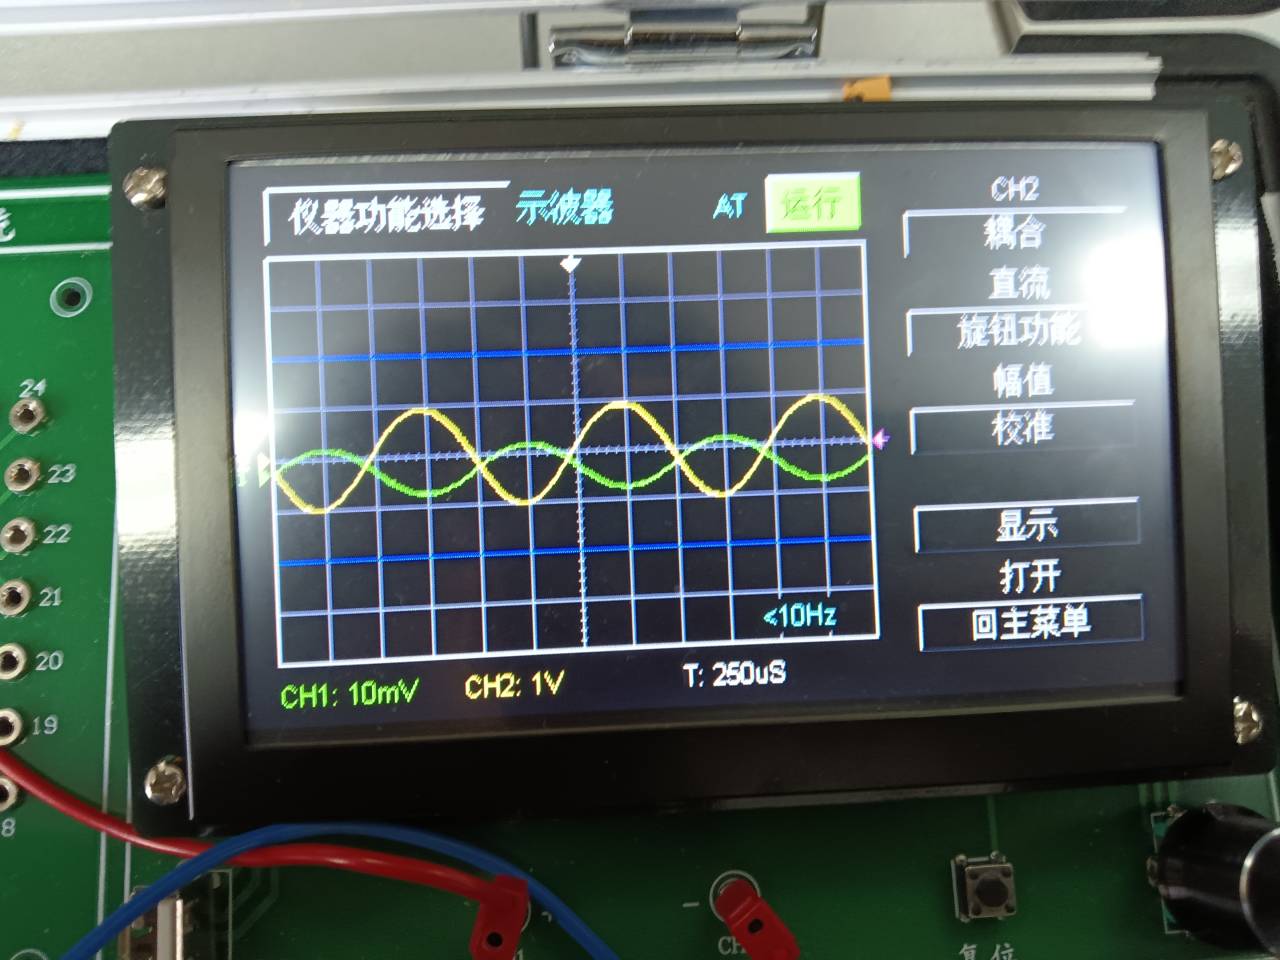 仪器功能选择 示波器 AT 运行
CH2
耦合
直流
旋钮功能
幅值
校准
显示
打开
回主菜单
<10Hz
CH1: 10mV CH2: 1V T: 250uS
24
23
22
21
20
19
8
复位